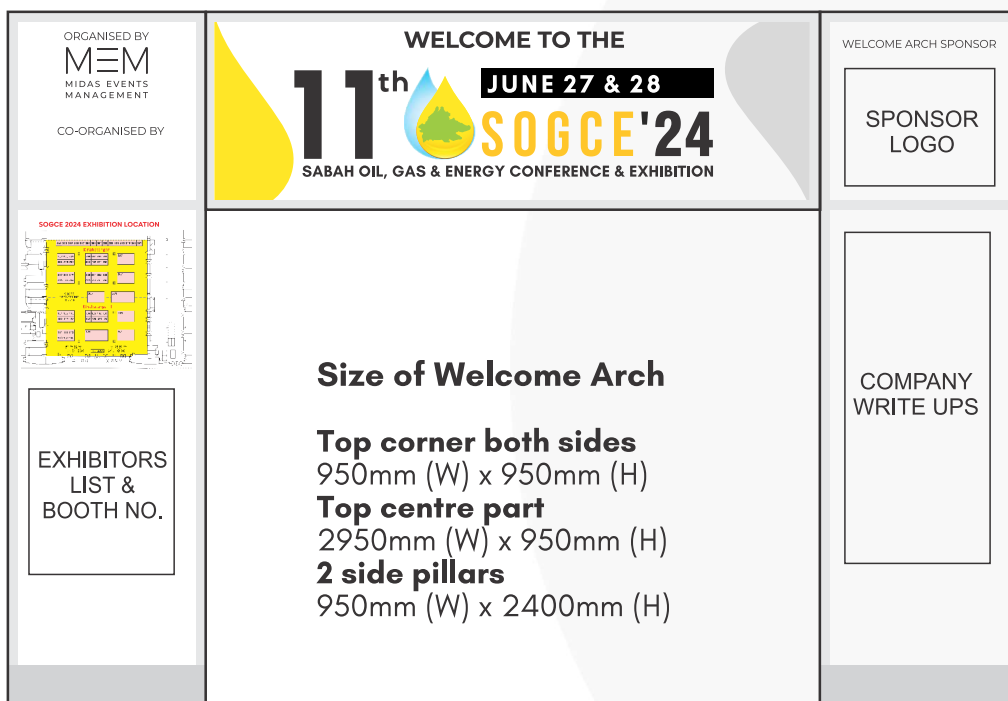 ORGANISED BY
MEM
MIDAS EVENTS
MANAGEMENT
CO-ORGANISED BY
WELCOME TO THE
11th
JUNE 27 & 28
SOGCE'24
SABAH OIL, GAS & ENERGY CONFERENCE & EXHIBITION
WELCOME ARCH SPONSOR
SPONSOR
LOGO
SOGCE 2024 EXHIBITION LOCATION
EXHIBITORS
LIST &
BOOTH NO.
Size of Welcome Arch
Top corner both sides
950mm (W) x 950mm (H)
Top centre part
2950mm (W) x 950mm (H)
2 side pillars
950mm (W) x 2400mm (H)
COMPANY
WRITE UPS